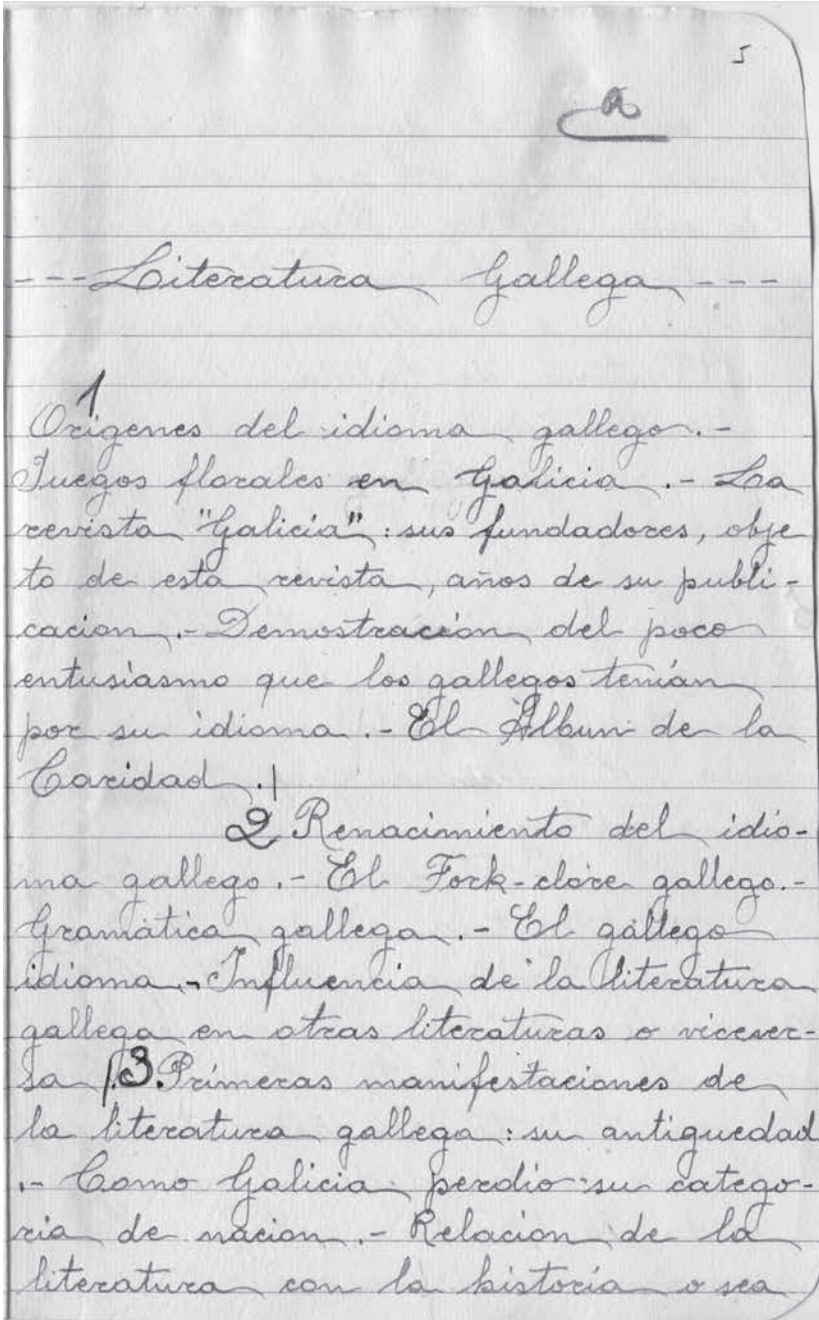 5
a
---Literatura Gallega---
1
Origenes del idioma gallego.-
Juegos florales en Galicia.- La
revista "Galicia": sus fundadores, obje
to de esta revista, años de su publi-
cacion.- Demostración del poco
entusiasmo que los gallegos tenían
por su idioma.- El Álbun de la
Caridad.|
2 Renacimiento del idio-
ma gallego.- El Fork-clore gallego.-
Gramática gallega.- El gallego
idioma.- Influencia de la literatura
gallega en otras literaturas o vicever-
sa |.3. Primeras manifestaciones de
la literatura gallega: su antiguedad
.- Como Galicia perdio su catego-
ria de nacion.- Relacion de la
literatura con la historia o sea